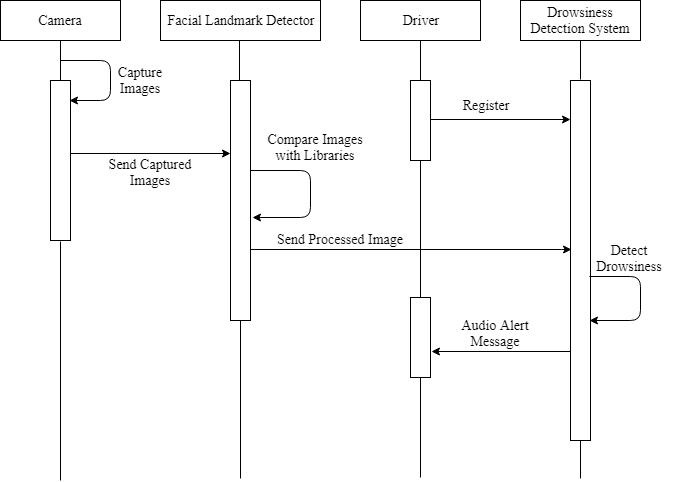 Camera
Facial Landmark Detector
Driver
Drowsiness
Detection System
Capture
Images
Register
Compare Images
with Libraries
Send Captured
Images
Send Processed Image
Detect
Drowsiness
Audio Alert
Message